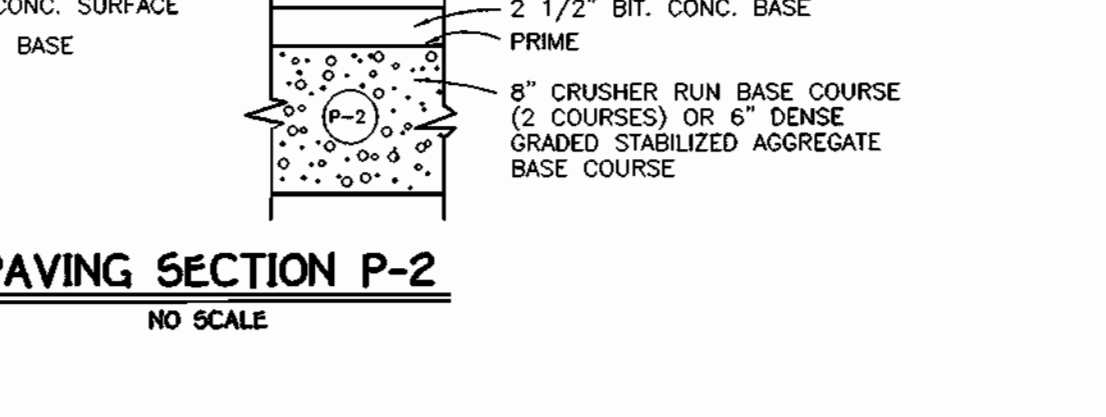 CONC. SURFACE
BASE
2 1/2" BIT. CONC. BASE
PRIME
8" CRUSHER RUN BASE COURSE
(2 COURSES) OR 6" DENSE
GRADED STABILIZED AGGREGATE
BASE COURSE
P-2
PAVING SECTION P-2
NO SCALE